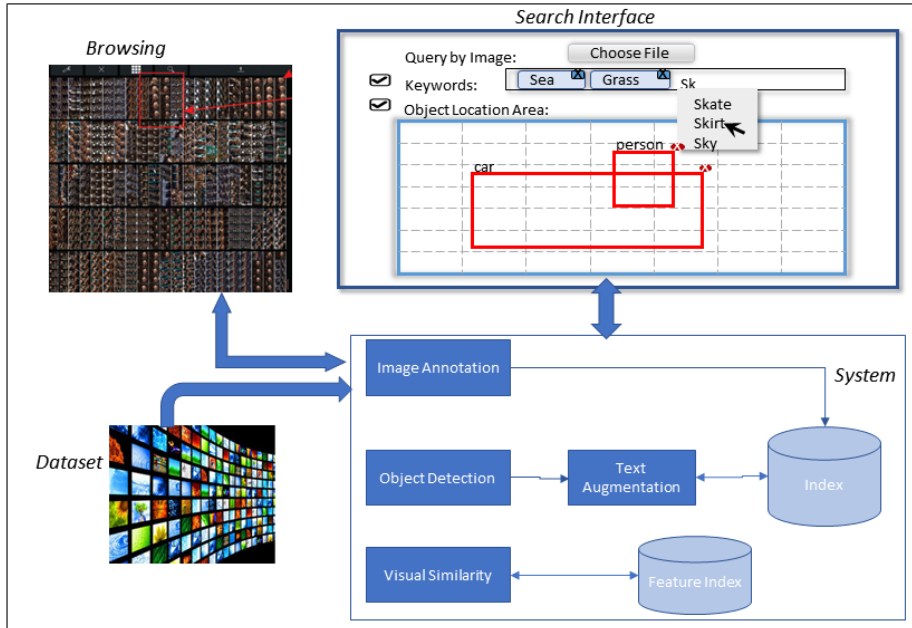 Search Interface
Browsing
Query by Image:
Choose File
Keywords:
Sea
X
Grass
X
Sk
Skate
Skirt
Sky
Object Location Area:
person
X
car
X
Image Annotation
System
Dataset
Object Detection
Text
Augmentation
Index
Visual Similarity
Feature Index